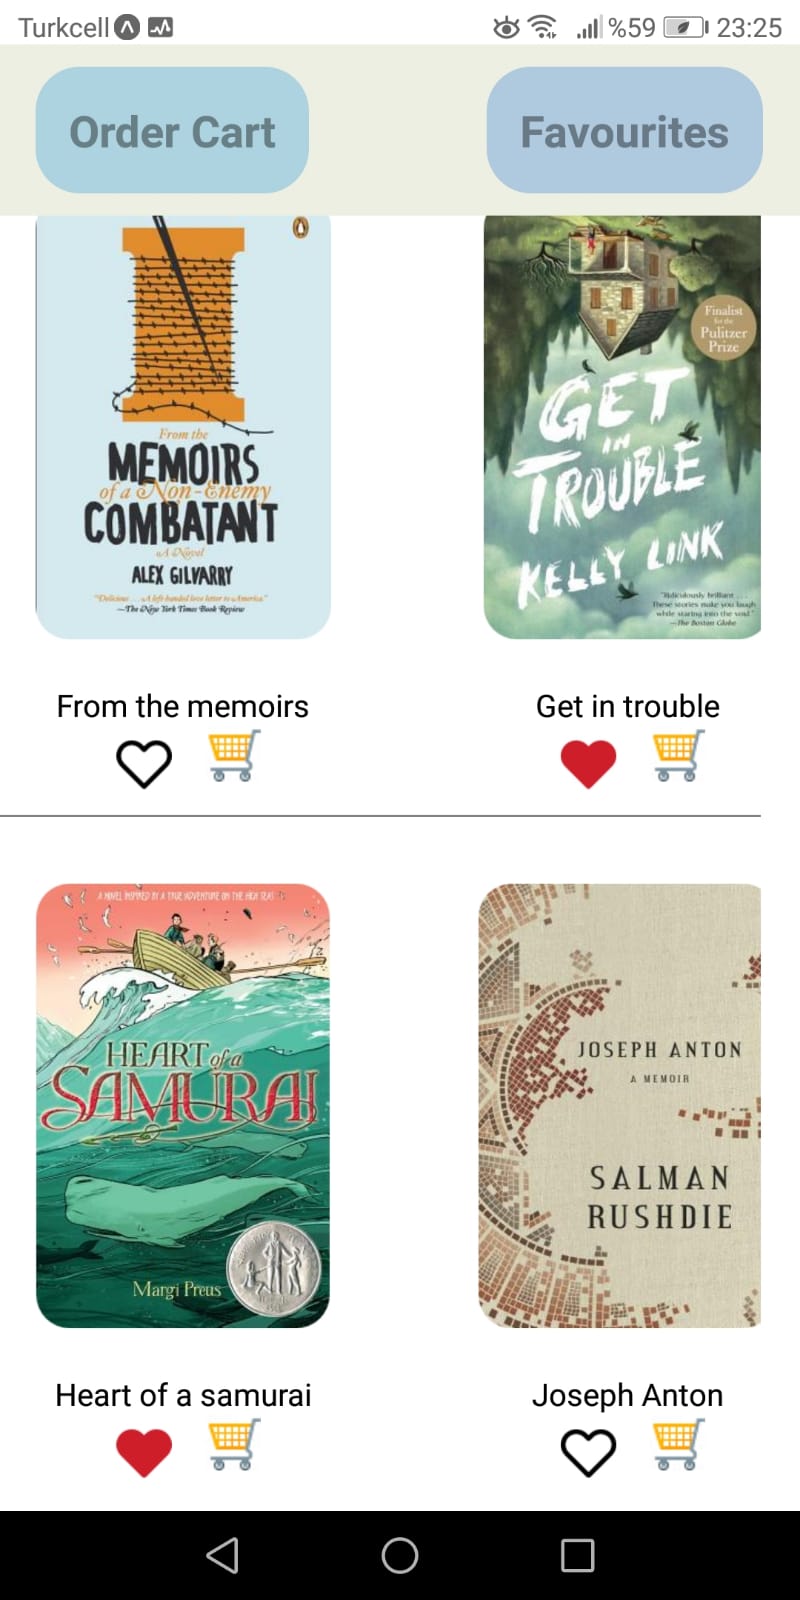 Turkcell %59 23:25
Order Cart Favourites
Finalist
for the
Pulitzer
Prize
From the
MEMOIRS
of a Non-Enemy
COMBATANT
A Novel
ALEX GILVARRY
"Delicious . . . A left-handed love letter to America."
—The New York Times Book Review
GET
IN
TROUBLE
KELLY LINK
"Ridiculously brilliant . . .
These stories make you laugh
while staring into the void."
—The Boston Globe
From the memoirs Get in trouble
A NOVEL INSPIRED BY A TRUE ADVENTURE ON THE HIGH SEAS
HEART of a
SAMURAI
Margi Preus
JOSEPH ANTON
A MEMOIR
SALMAN
RUSHDIE
Heart of a samurai Joseph Anton